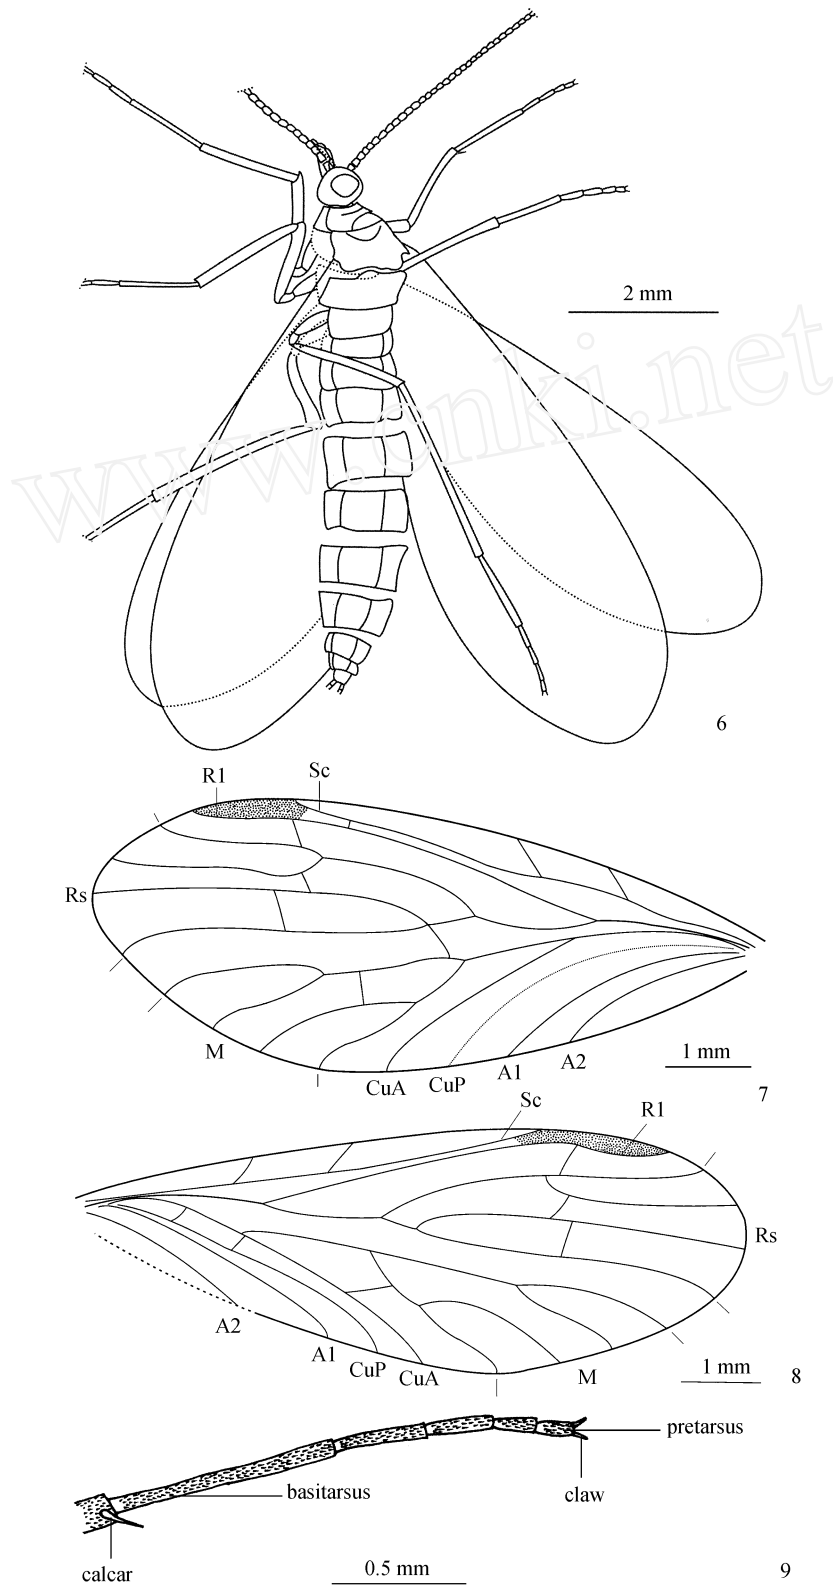 2 mm
www.cnki.net
6
R1
Sc
Rs
M
CuA
CuP
A1
A2
1 mm
7
Sc
R1
Rs
A2
A1
CuP
CuA
M
1 mm
8
pretarsus
basitarsus
claw
calcar
0.5 mm
9